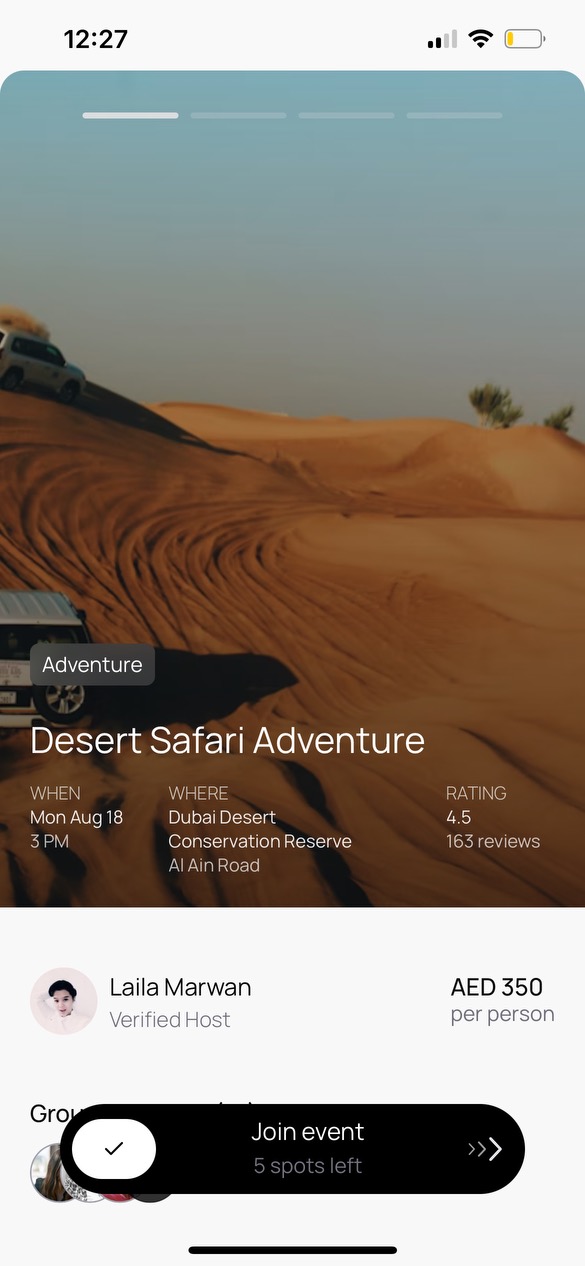 12:27
Adventure
Desert Safari Adventure
WHEN
Mon Aug 18
3 PM
WHERE
Dubai Desert
Conservation Reserve
Al Ain Road
RATING
4.5
163 reviews
Laila Marwan
Verified Host
AED 350
per person
Join event
5 spots left